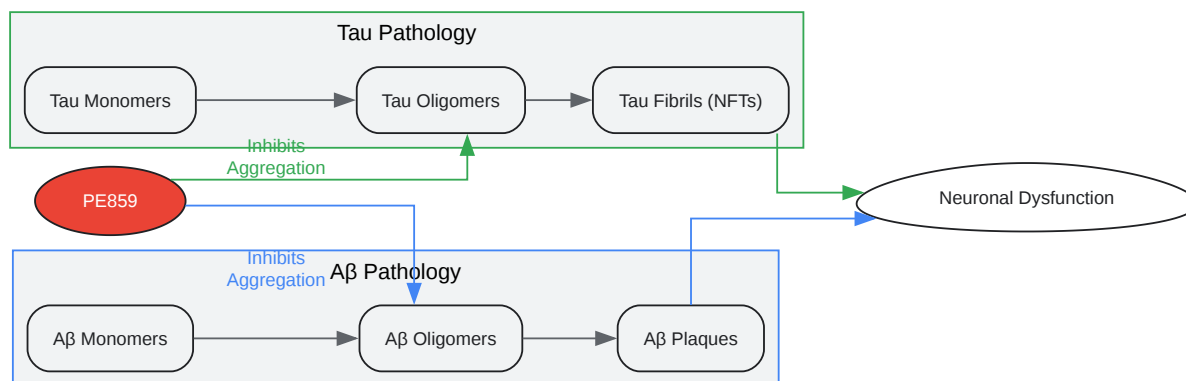 Tau Pathology
Tau Monomers
Tau Oligomers
Tau Fibrils (NFTs)
Inhibits
Aggregation
PE859
Neuronal Dysfunction
Inhibits
Aggregation
Aβ Pathology
Aβ Monomers
Aβ Oligomers
Aβ Plaques